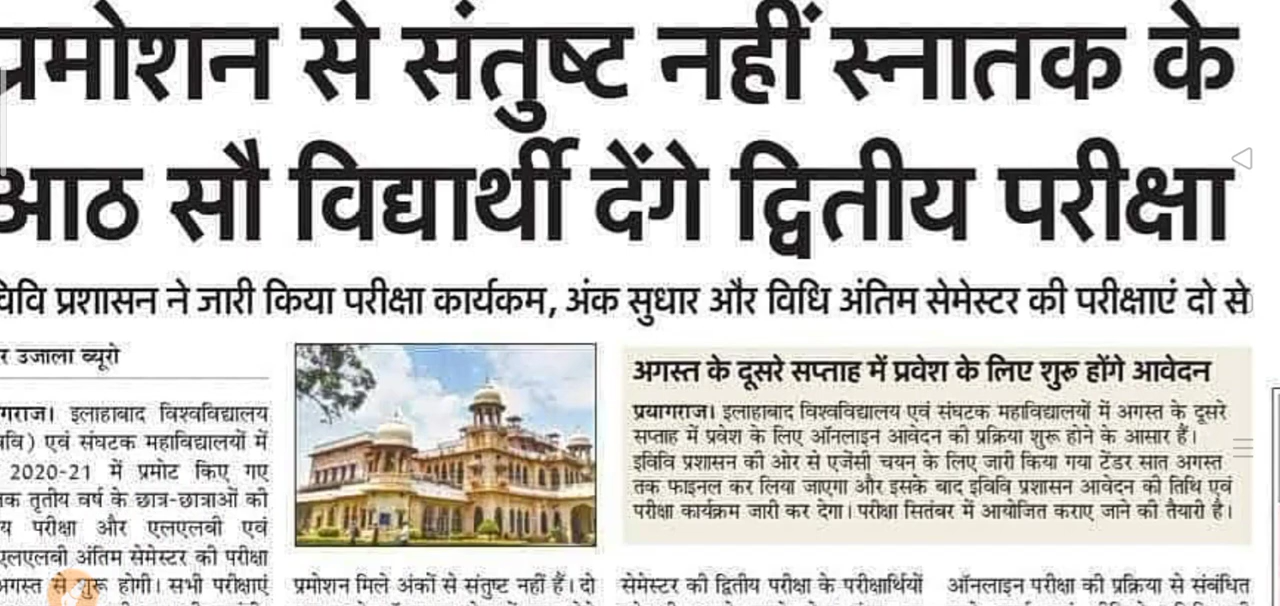 प्रमोशन से संतुष्ट नहीं स्नातक के
आठ सौ विद्यार्थी देंगे द्वितीय परीक्षा
विवि प्रशासन ने जारी किया परीक्षा कार्यकम, अंक सुधार और विधि अंतिम सेमेस्टर की परीक्षाएं दो से
र उजाला ब्यूरो
गराज। इलाहाबाद विश्वविद्यालय
वि) एवं संघटक महाविद्यालयों में
2020-21 में प्रमोट किए गए
तक तृतीय वर्ष के छात्र-छात्राओं की
य परीक्षा और एलएलबी एवं
एलएलबी अंतिम सेमेस्टर की परीक्षा
अगस्त से शुरू होगी। सभी परीक्षाएं
अगस्त के दूसरे सप्ताह में प्रवेश के लिए शुरू होंगे आवेदन
प्रयागराज। इलाहाबाद विश्वविद्यालय एवं संघटक महाविद्यालयों में अगस्त के दूसरे
सप्ताह में प्रवेश के लिए ऑनलाइन आवेदन की प्रक्रिया शुरू होने के आसार हैं।
इविवि प्रशासन की ओर से एजेंसी चयन के लिए जारी किया गया टेंडर सात अगस्त
तक फाइनल कर लिया जाएगा और इसके बाद इविवि प्रशासन आवेदन की तिथि एवं
परीक्षा कार्यक्रम जारी कर देगा। परीक्षा सितंबर में आयोजित कराए जाने की तैयारी है।
प्रमोशन मिले अंकों से संतुष्ट नहीं हैं। दो
सेमेस्टर की द्वितीय परीक्षा के परीक्षार्थियों
ऑनलाइन परीक्षा की प्रक्रिया से संबंधित